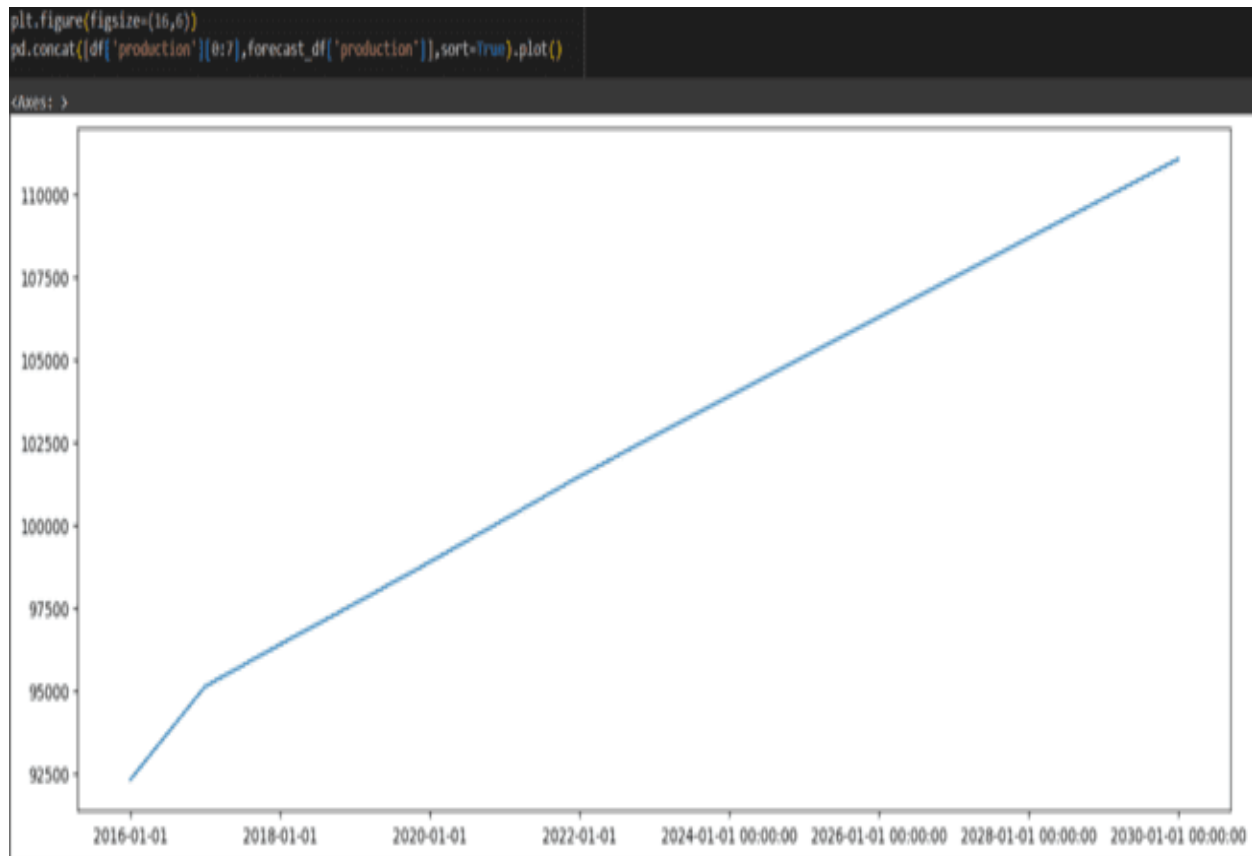 plt.figure(figsize=(16,6))
pd.concat([df['production'][0:7],forecast_df['production']],sort=True).plot()
<Axes: >
110000
107500
105000
102500
100000
97500
95000
92500
2016-01-01 2018-01-01 2020-01-01 2022-01-01 2024-01-01 00:00:00 2026-01-01 00:00:00 2028-01-01 00:00:00 2030-01-01 00:00:00